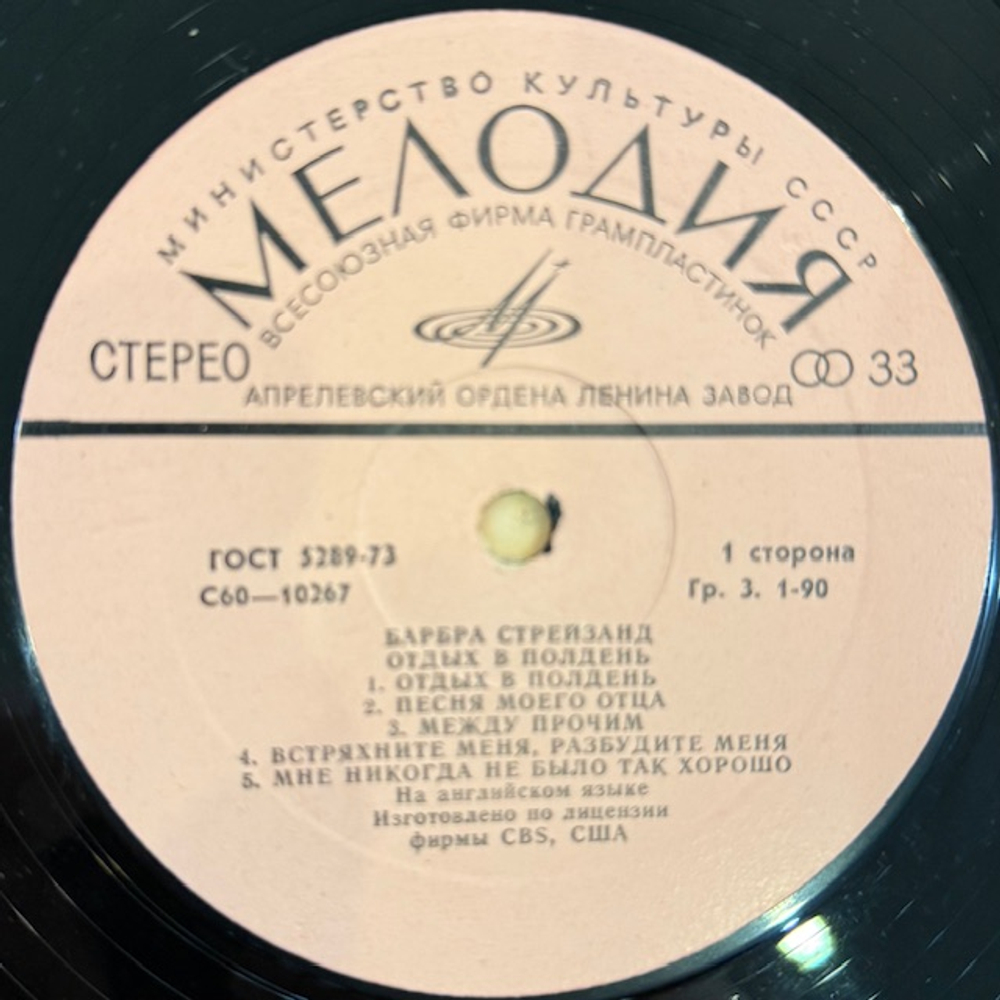 МИНИСТЕРСТВО КУЛЬТУРЫ СССР
МЕЛОДИЯ
ВСЕСОЮЗНАЯ ФИРМА ГРАМПЛАСТИНОК
СТЕРЕО
33
АПРЕЛЕВСКИЙ ОРДЕНА ЛЕНИНА ЗАВОД
ГОСТ 5289-73
1 сторона
С60—10267
Гр. 3. 1-90
БАРБРА СТРЕЙЗАНД
ОТДЫХ В ПОЛДЕНЬ
1. ОТДЫХ В ПОЛДЕНЬ
2. ПЕСНЯ МОЕГО ОТЦА
3. МЕЖДУ ПРОЧИМ
4. ВСТРЯХНИТЕ МЕНЯ, РАЗБУДИТЕ МЕНЯ
5. МНЕ НИКОГДА НЕ БЫЛО ТАК ХОРОШО
На английском языке
Изготовлено по лицензии
фирмы CBS, США